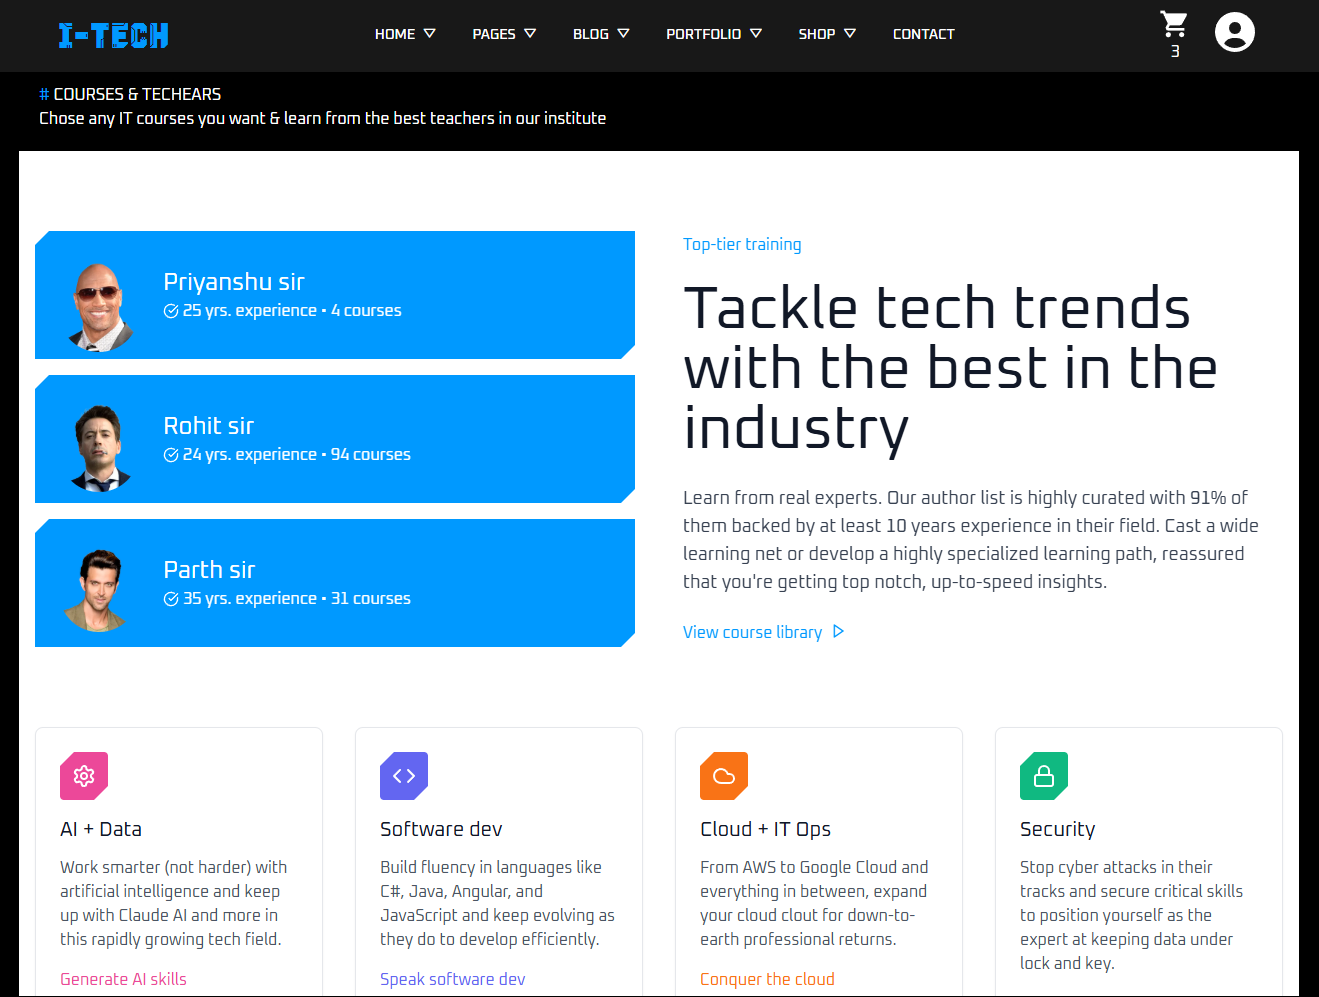 I-TECH
HOME PAGES BLOG PORTFOLIO SHOP CONTACT
3
# COURSES & TECHEARS
Chose any IT courses you want & learn from the best teachers in our institute
Priyanshu sir
25 yrs. experience • 4 courses
Rohit sir
24 yrs. experience • 94 courses
Parth sir
35 yrs. experience • 31 courses
Top-tier training
Tackle tech trends
with the best in the
industry
Learn from real experts. Our author list is highly curated with 91% of
them backed by at least 10 years experience in their field. Cast a wide
learning net or develop a highly specialized learning path, reassured
that you're getting top notch, up-to-speed insights.
View course library
AI + Data
Work smarter (not harder) with
artificial intelligence and keep
up with Claude AI and more in
this rapidly growing tech field.
Generate AI skills
Software dev
Build fluency in languages like
C#, Java, Angular, and
JavaScript and keep evolving as
they do to develop efficiently.
Speak software dev
Cloud + IT Ops
From AWS to Google Cloud and
everything in between, expand
your cloud clout for down-to-
earth professional returns.
Conquer the cloud
Security
Stop cyber attacks in their
tracks and secure critical skills
to position yourself as the
expert at keeping data under
lock and key.